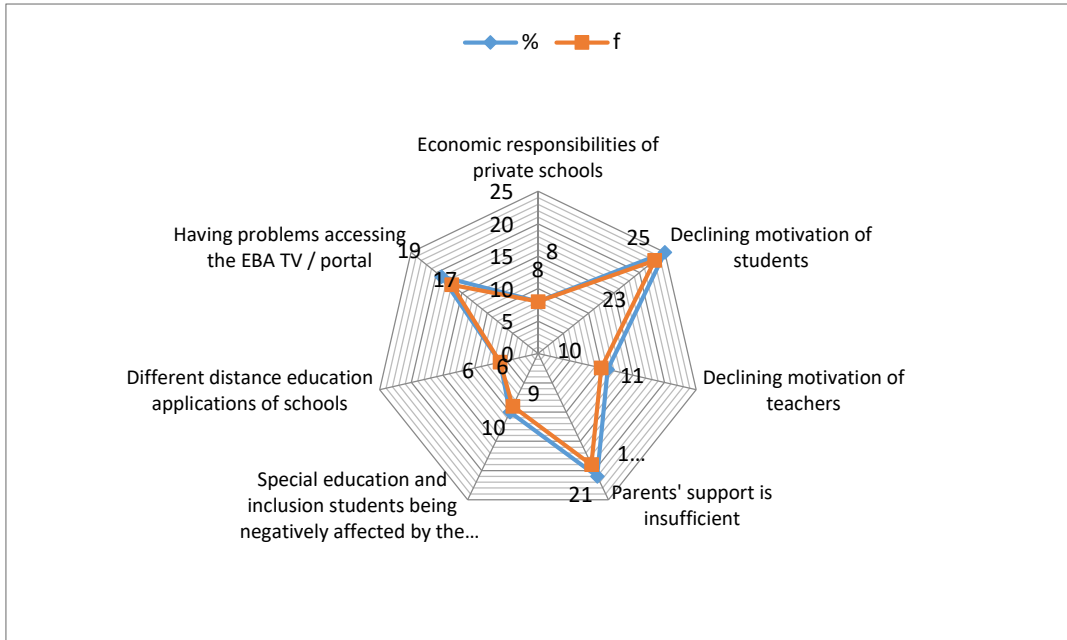 % f
Economic responsibilities of
private schools
25
20
15
10
5
0
8
8
25
Declining motivation of
students
23
10
11
Declining motivation of
teachers
1...
21
Parents' support is
insufficient
9
10
Special education and
inclusion students being
negatively affected by the...
6
6
Different distance education
applications of schools
19
17
Having problems accessing
the EBA TV / portal